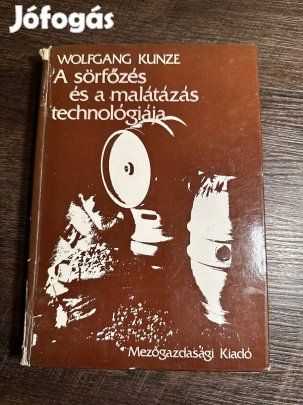 Jófogás
WOLFGANG KUNZE
A sörfőzés
és a malátázás
technológiája
Mezőgazdasági Kiadó